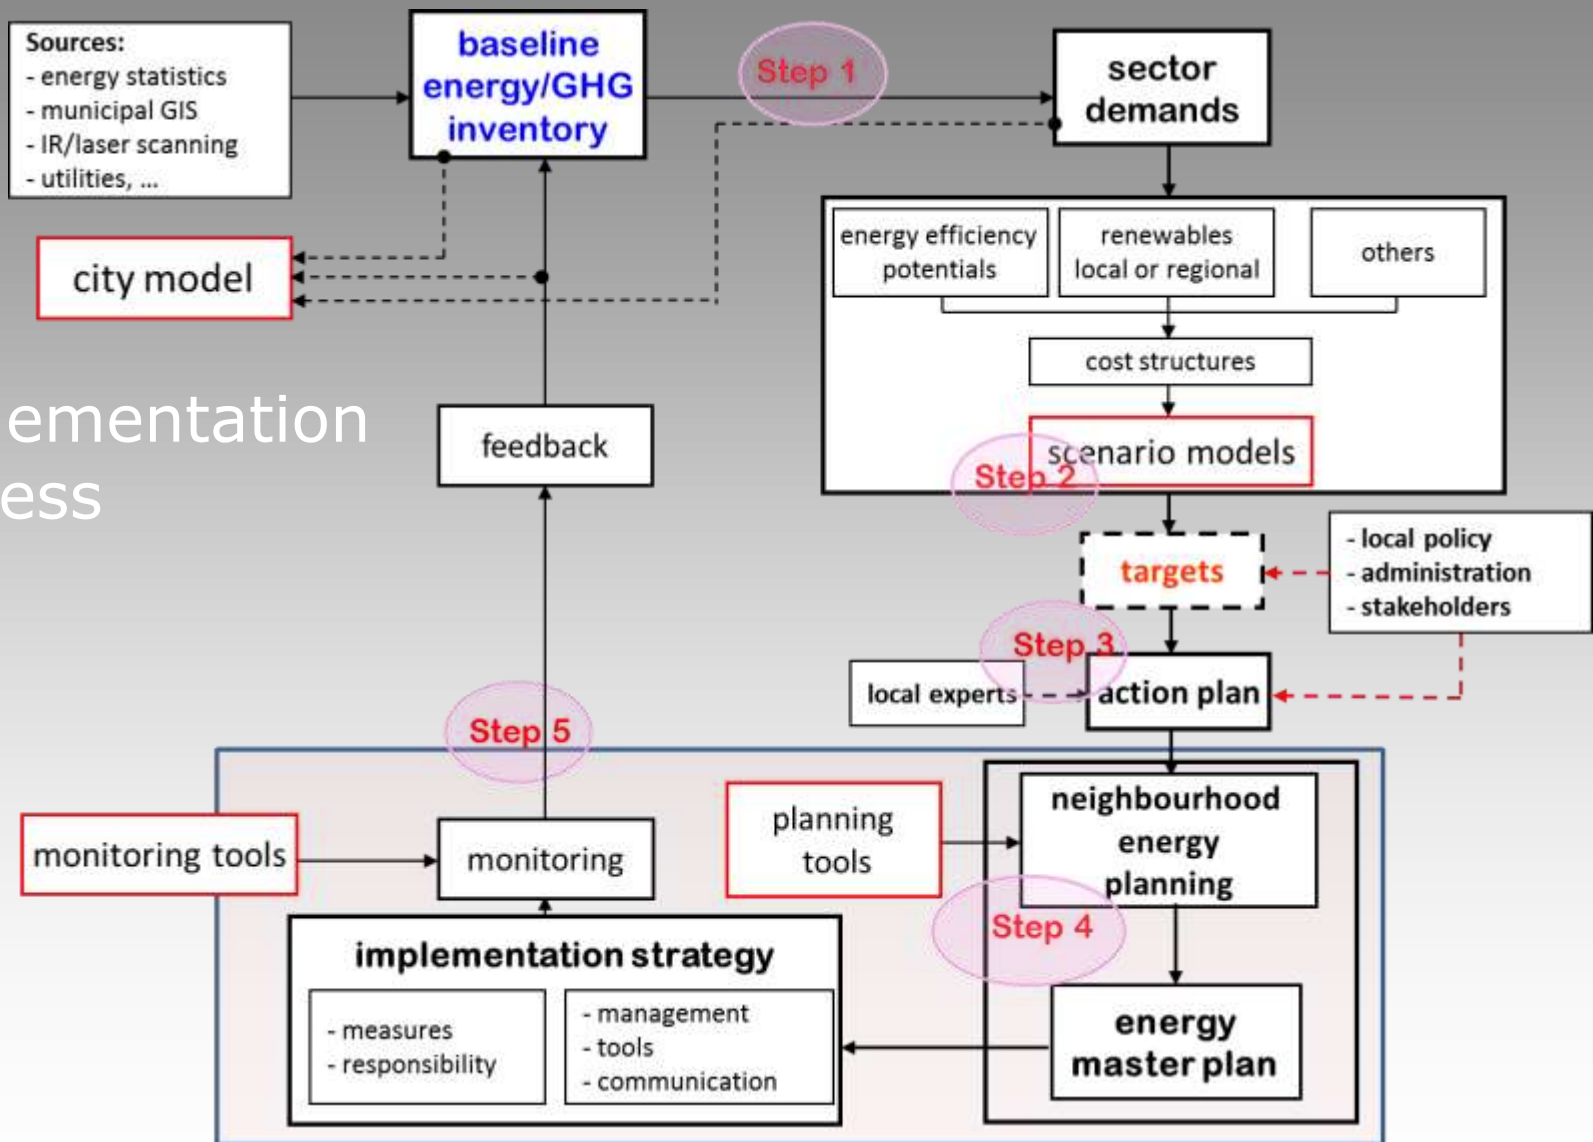 Sources:
- energy statistics
- municipal GIS
- IR/laser scanning
- utilities, ...
baseline
energy/GHG
inventory
Step 1
sector
demands
city model
energy efficiency
potentials
renewables
local or regional
others
cost structures
scenario models
Step 2
ementation
ess
feedback
targets
- local policy
- administration
- stakeholders
Step 3
local experts
action plan
Step 5
monitoring tools
monitoring
planning
tools
neighbourhood
energy
planning
Step 4
implementation strategy
- measures
- responsibility
- management
- tools
- communication
energy
master plan